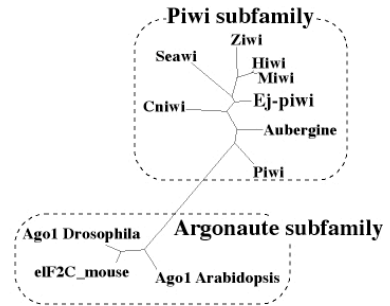 Piwi subfamily
Ziwi
Seawi
Hiwi
Miwi
Ej-piwi
Cniwi
Aubergine
Piwi
Argonaute subfamily
Ago1 Drosophila
eIF2C_mouse
Ago1 Arabidopsis